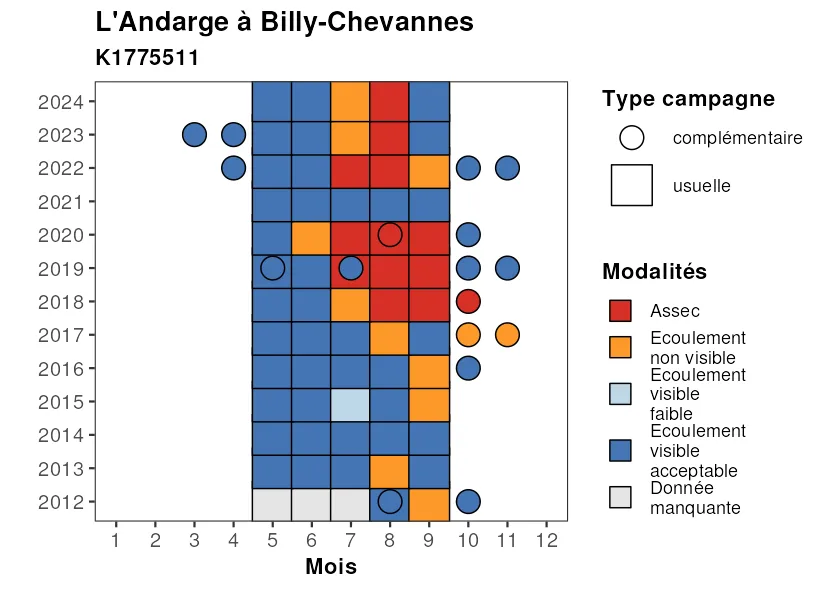 L'Andarge à Billy-Chevannes
K1775511
2024
2023
2022
2021
2020
2019
2018
2017
2016
2015
2014
2013
2012
1 2 3 4 5 6 7 8 9 10 11 12
Mois
Type campagne
complémentaire
usuelle
Modalités
Assec
Ecoulement
non visible
Ecoulement
visible
faible
Ecoulement
visible
acceptable
Donnée
manquante